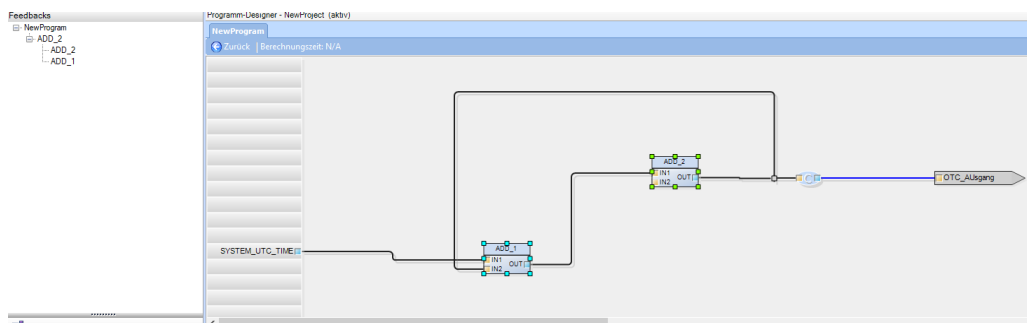 Feedbacks
NewProgram
ADD_2
ADD_2
ADD_1
Programm-Designer - NewProject (aktiv)
NewProgram
Zurück | Berechnungszeit: N/A
ADD_2
IN1
OUT
IN2
OTC_AUsgang
SYSTEM_UTC_TIME
ADD_1
IN1
OUT
IN2